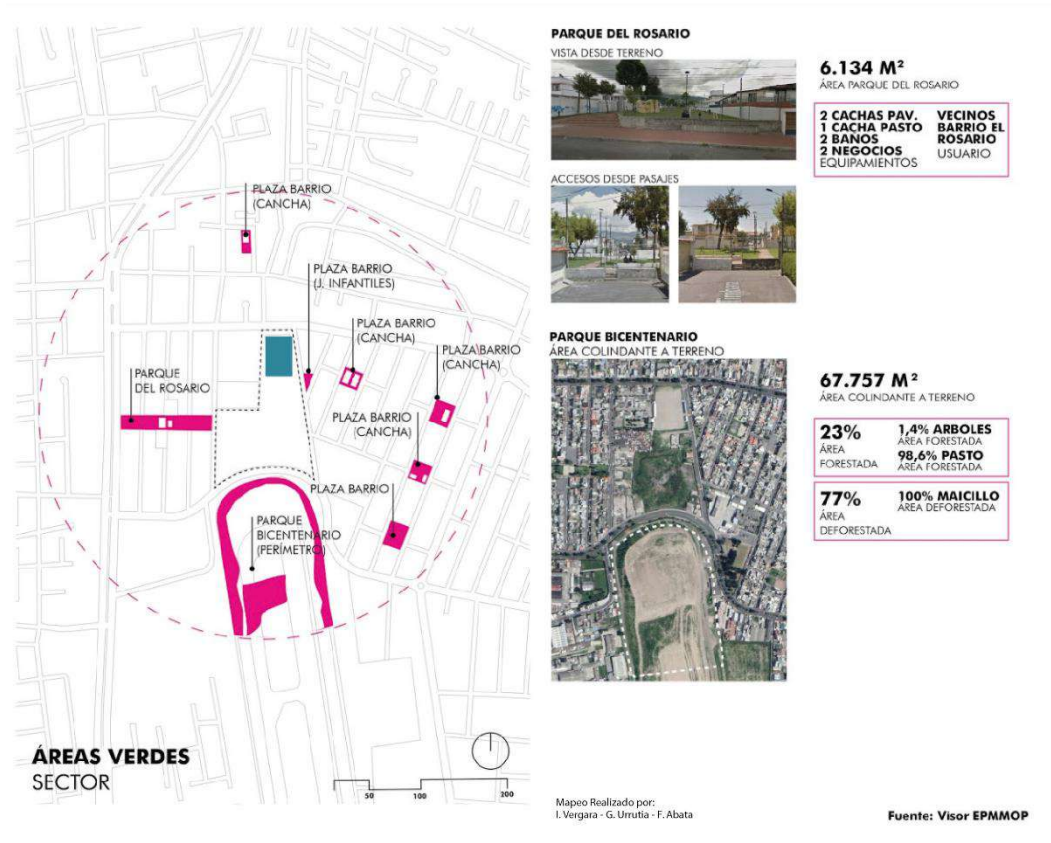 PLAZA BARRIO
(CANCHA)
PLAZA BARRIO
(J. INFANTILES)
PLAZA BARRIO
(CANCHA)
PLAZA BARRIO
(CANCHA)
PARQUE
DEL ROSARIO
PLAZA BARRIO
(CANCHA)
PLAZA BARRIO
PARQUE
BICENTENARIO
(PERÍMETRO)
ÁREAS VERDES
SECTOR
50
100
200
PARQUE DEL ROSARIO
VISTA DESDE TERRENO
6.134 M²
ÁREA PARQUE DEL ROSARIO
2 CACHAS PAV.
1 CACHA PASTO
2 BAÑOS
2 NEGOCIOS
EQUIPAMIENTOS
VECINOS
BARRIO EL
ROSARIO
USUARIO
ACCESOS DESDE PASAJES
PARQUE BICENTENARIO
ÁREA COLINDANTE A TERRENO
67.757 M²
ÁREA COLINDANTE A TERRENO
23%
ÁREA
FORESTADA
1,4% ARBOLES
ÁREA FORESTADA
98,6% PASTO
ÁREA FORESTADA
77%
ÁREA
DEFORESTADA
100% MAICILLO
ÁREA DEFORESTADA
Mapeo Realizado por:
I. Vergara - G. Urrutia - F. Abata
Fuente: Visor EPMMOP